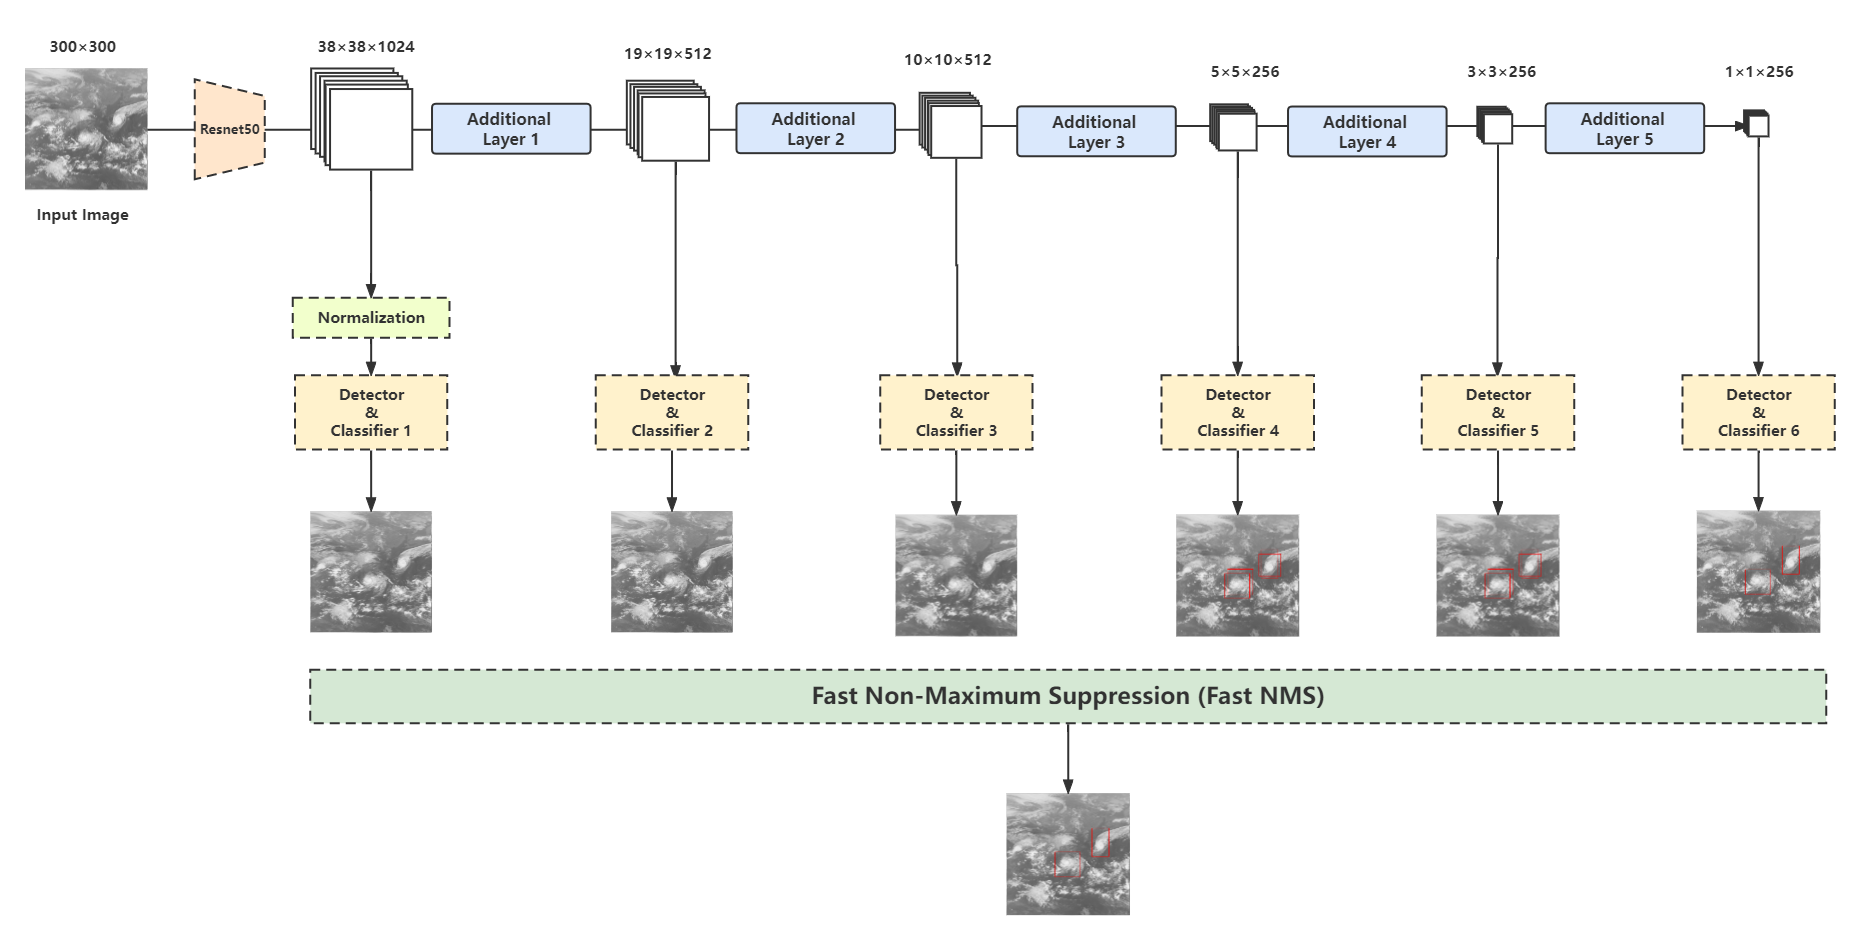 300×300
38×38×1024
19×19×512
10×10×512
5×5×256
3×3×256
1×1×256
Resnet50
Additional
Layer 1
Additional
Layer 2
Additional
Layer 3
Additional
Layer 4
Additional
Layer 5
Input Image
Normalization
Detector
&
Classifier 1
Detector
&
Classifier 2
Detector
&
Classifier 3
Detector
&
Classifier 4
Detector
&
Classifier 5
Detector
&
Classifier 6
Fast Non-Maximum Suppression (Fast NMS)